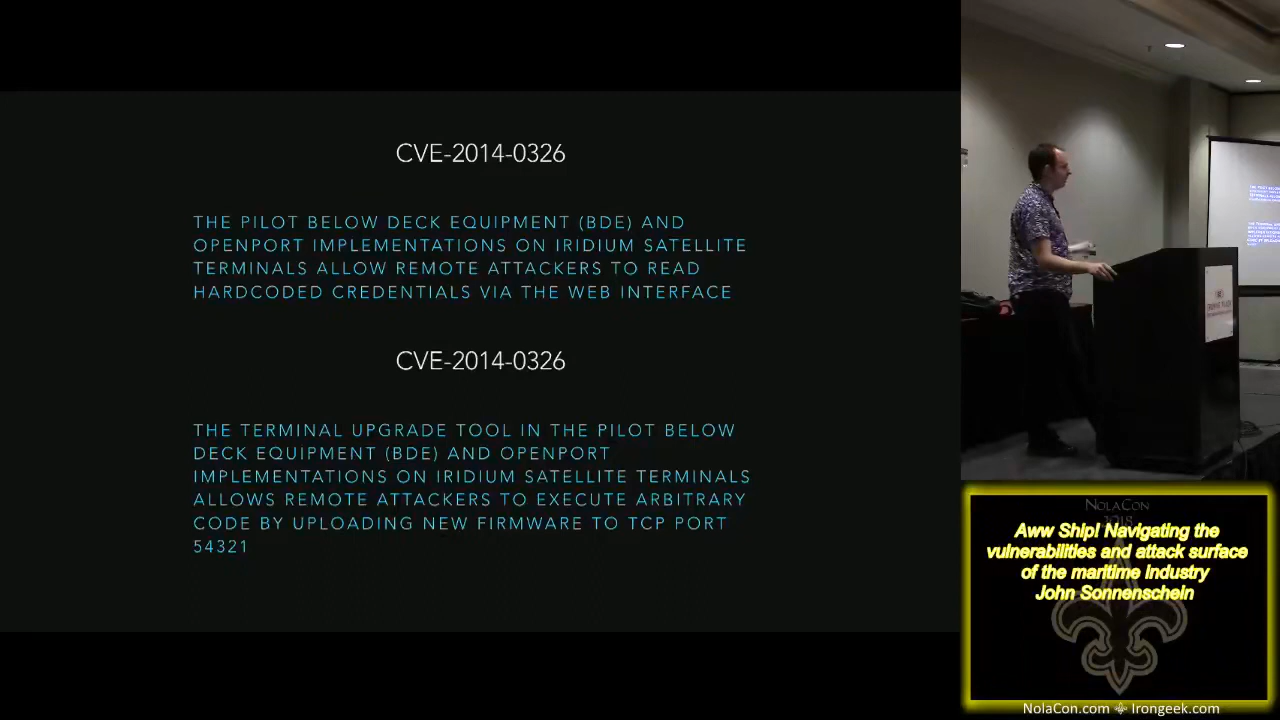 CVE-2014-0326
THE PILOT BELOW DECK EQUIPMENT (BDE) AND
OPENPORT IMPLEMENTATIONS ON IRIDIUM SATELLITE
TERMINALS ALLOW REMOTE ATTACKERS TO READ
HARDCODED CREDENTIALS VIA THE WEB INTERFACE
CVE-2014-0326
THE TERMINAL UPGRADE TOOL IN THE PILOT BELOW
DECK EQUIPMENT (BDE) AND OPENPORT
IMPLEMENTATIONS ON IRIDIUM SATELLITE TERMINALS
ALLOWS REMOTE ATTACKERS TO EXECUTE ARBITRARY
CODE BY UPLOADING NEW FIRMWARE TO TCP PORT
54321
NOLACON
2018
Aww Ship! Navigating the
vulnerabilities and attack surface
of the maritime industry
John Sonnenschein
NolaCon.com Irongeek.com